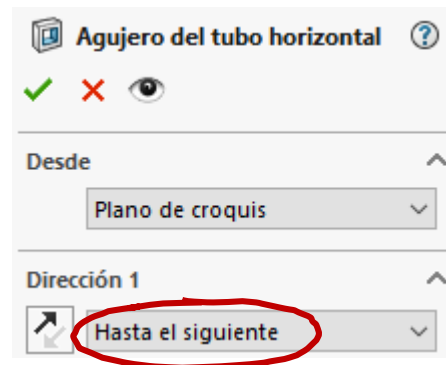 Agujero del tubo horizontal
Desde
Plano de croquis
Dirección 1
Hasta el siguiente